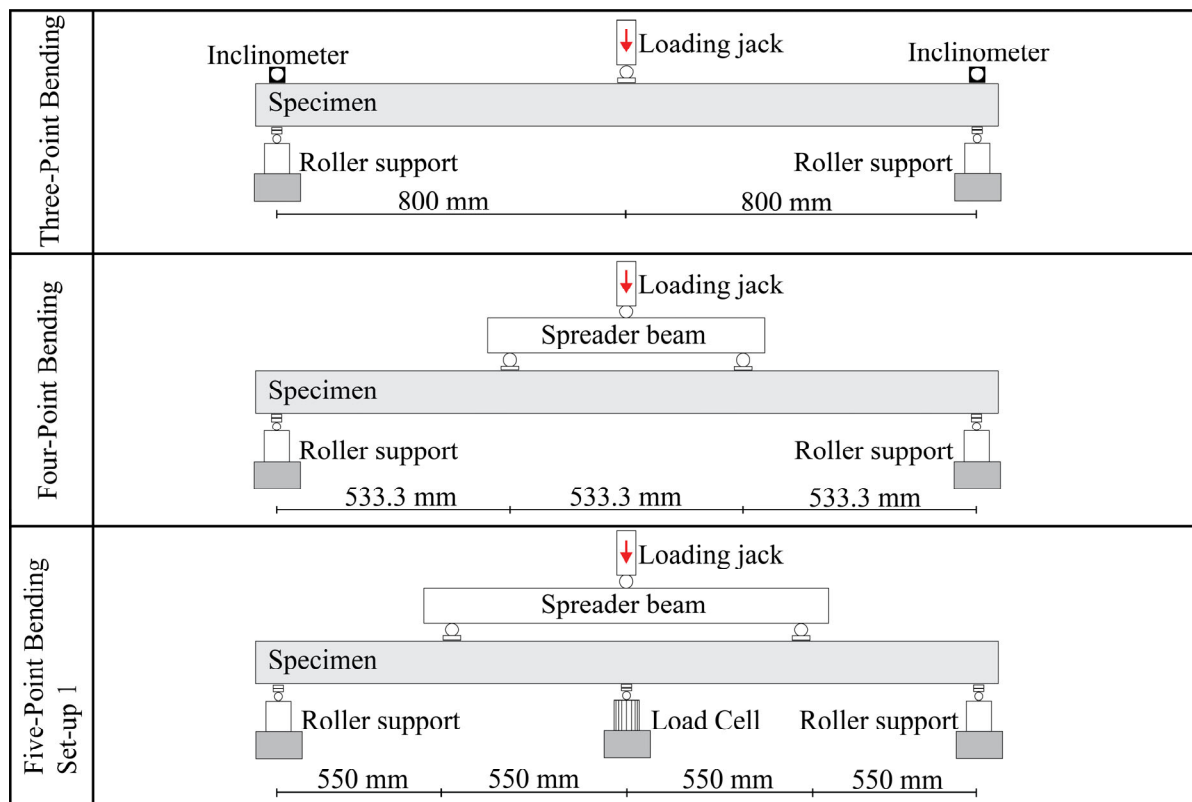 Three-Point Bending
Loading jack
Inclinometer
Inclinometer
Specimen
Roller support
Roller support
800 mm
800 mm
Four-Point Bending
Loading jack
Spreader beam
Specimen
Roller support
Roller support
533.3 mm
533.3 mm
533.3 mm
Five-Point Bending
Set-up 1
Loading jack
Spreader beam
Specimen
Roller support
Load Cell
Roller support
550 mm
550 mm
550 mm
550 mm